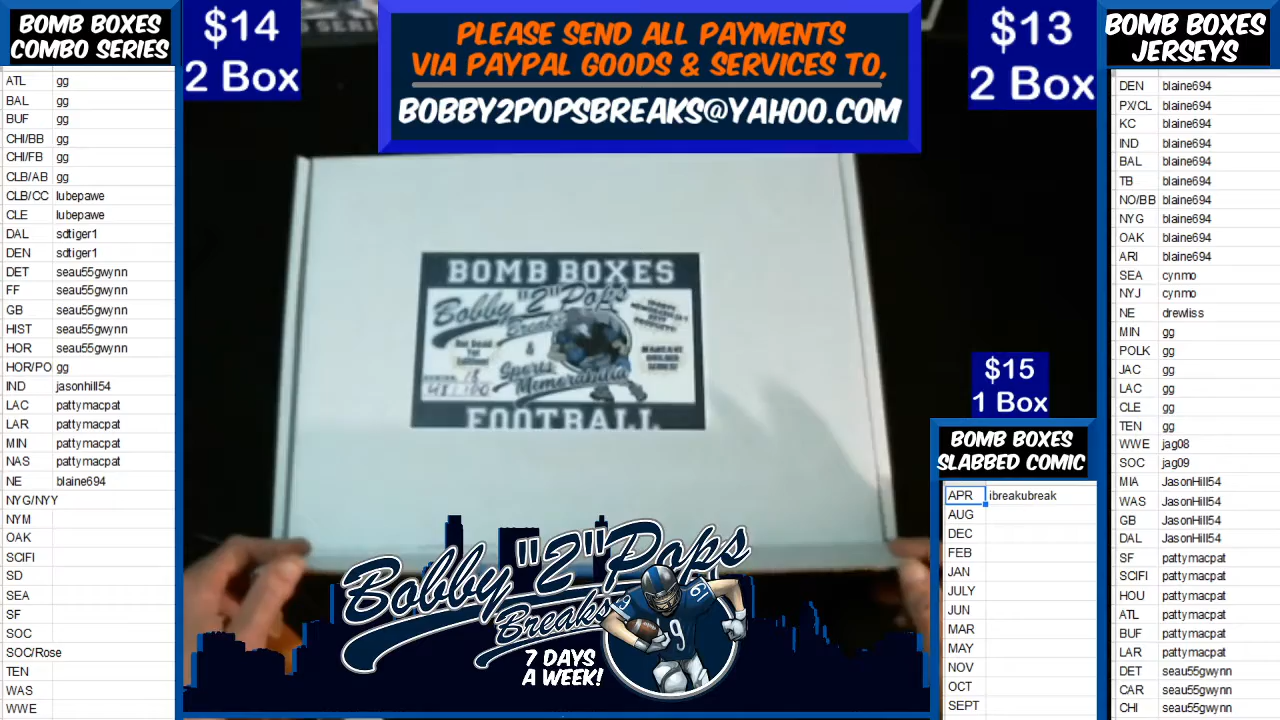 BOMB BOXES
COMBO SERIES
ATL gg
BAL gg
BUF gg
CHI/BB gg
CHI/FB gg
CLB/AB gg
CLB/CC lubepawe
CLE lubepawe
DAL sdtiger1
DEN sdtiger1
DET seau55gwynn
FF seau55gwynn
GB seau55gwynn
HIST seau55gwynn
HOR seau55gwynn
HOR/PO gg
IND jasonhill54
LAC pattymacpat
LAR pattymacpat
MIN pattymacpat
NAS pattymacpat
NE blaine694
NYG/NYY
NYM
OAK
SCIFI
SD
SEA
SF
SOC
SOC/Rose
TEN
WAS
WWE
$14
2 Box
PLEASE SEND ALL PAYMENTS
VIA PAYPAL GOODS & SERVICES TO,
BOBBY2POPSBREAKS@YAHOO.COM
BOMB BOXES
Bobby "2" Pops
Breaks
&
Sports
Memorabilia
FOOTBALL
Bobby "2" Pops
Breaks
7 DAYS
A WEEK!
$13
2 Box
$15
1 Box
BOMB BOXES
SLABBED COMIC
APR ibreakubreak
AUG
DEC
FEB
JAN
JULY
JUN
MAR
MAY
NOV
OCT
SEPT
BOMB BOXES
JERSEYS
DEN blaine694
PX/CL blaine694
KC blaine694
IND blaine694
BAL blaine694
TB blaine694
NO/BB blaine694
NYG blaine694
OAK blaine694
ARI blaine694
SEA cynmo
NYJ cynmo
NE drewliss
MIN gg
POLK gg
JAC gg
LAC gg
CLE gg
TEN gg
WWE jag08
SOC jag09
MIA JasonHill54
WAS JasonHill54
GB JasonHill54
DAL JasonHill54
SF pattymacpat
SCIFI pattymacpat
HOU pattymacpat
ATL pattymacpat
BUF pattymacpat
LAR pattymacpat
DET seau55gwynn
CAR seau55gwynn
CHI seau55gwynn